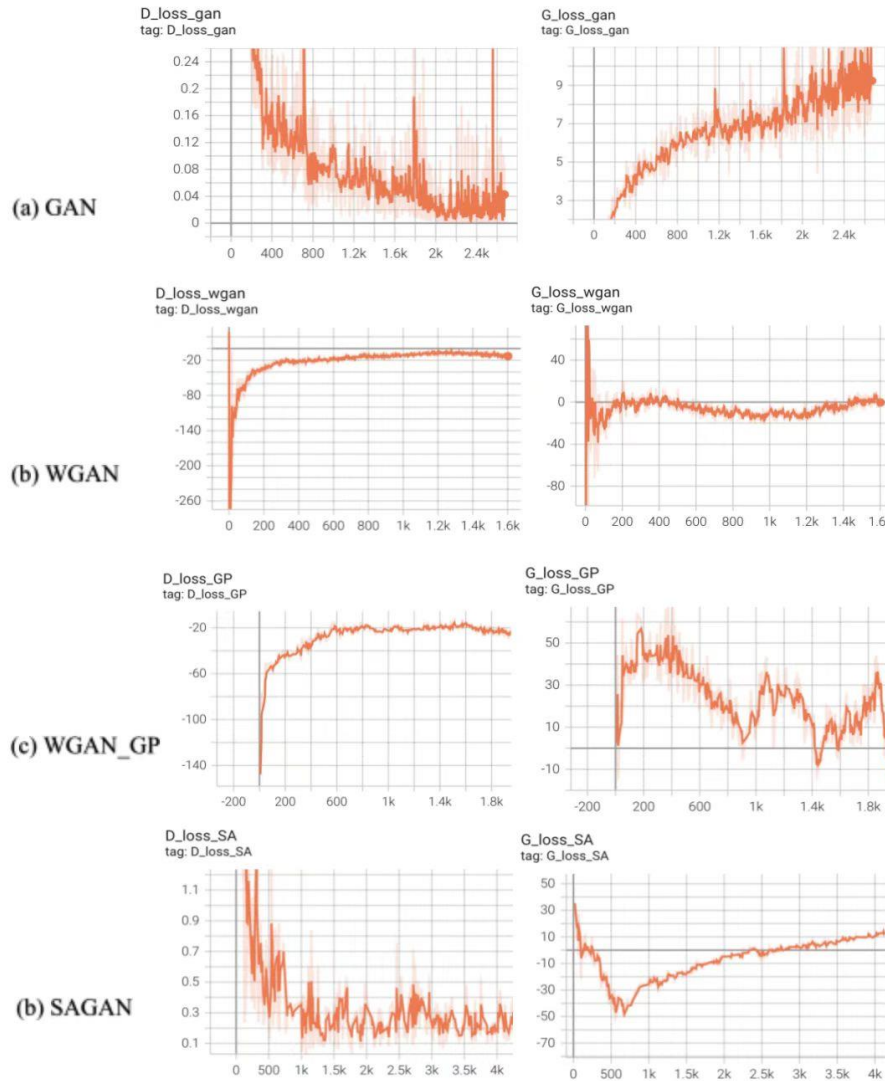 D_loss_gan
tag: D_loss_gan
0.24
0.2
0.16
0.12
0.08
0.04
0
0 400 800 1.2k 1.6k 2k 2.4k
G_loss_gan
tag: G_loss_gan
9
7
5
3
0 400 800 1.2k 1.6k 2k 2.4k
(a) GAN
D_loss_wgan
tag: D_loss_wgan
-20
-80
-140
-200
-260
0 200 400 600 800 1k 1.2k 1.4k 1.6k
G_loss_wgan
tag: G_loss_wgan
40
0
-40
-80
0 200 400 600 800 1k 1.2k 1.4k 1.6k
(b) WGAN
D_loss_GP
tag: D_loss_GP
-20
-60
-100
-140
-200 200 600 1k 1.4k 1.8k
G_loss_GP
tag: G_loss_GP
50
30
10
-10
-200 200 600 1k 1.4k 1.8k
(c) WGAN_GP
D_loss_SA
tag: D_loss_SA
1.1
0.9
0.7
0.5
0.3
0.1
0 500 1k 1.5k 2k 2.5k 3k 3.5k 4k
G_loss_SA
tag: G_loss_SA
50
30
10
-10
-30
-50
-70
0 500 1k 1.5k 2k 2.5k 3k 3.5k 4k
(b) SAGAN